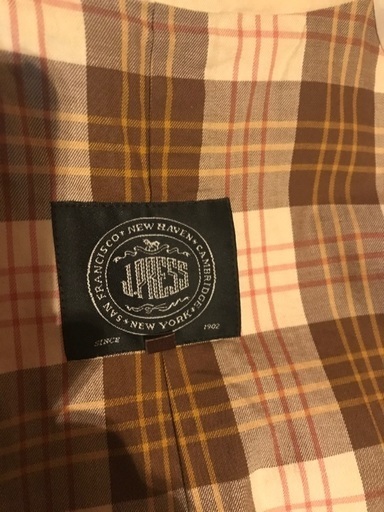 SAN FRANCISCO * NEW HAVEN * CAMBRIDGE * NEW YORK *
J.PRESS
SINCE 1902